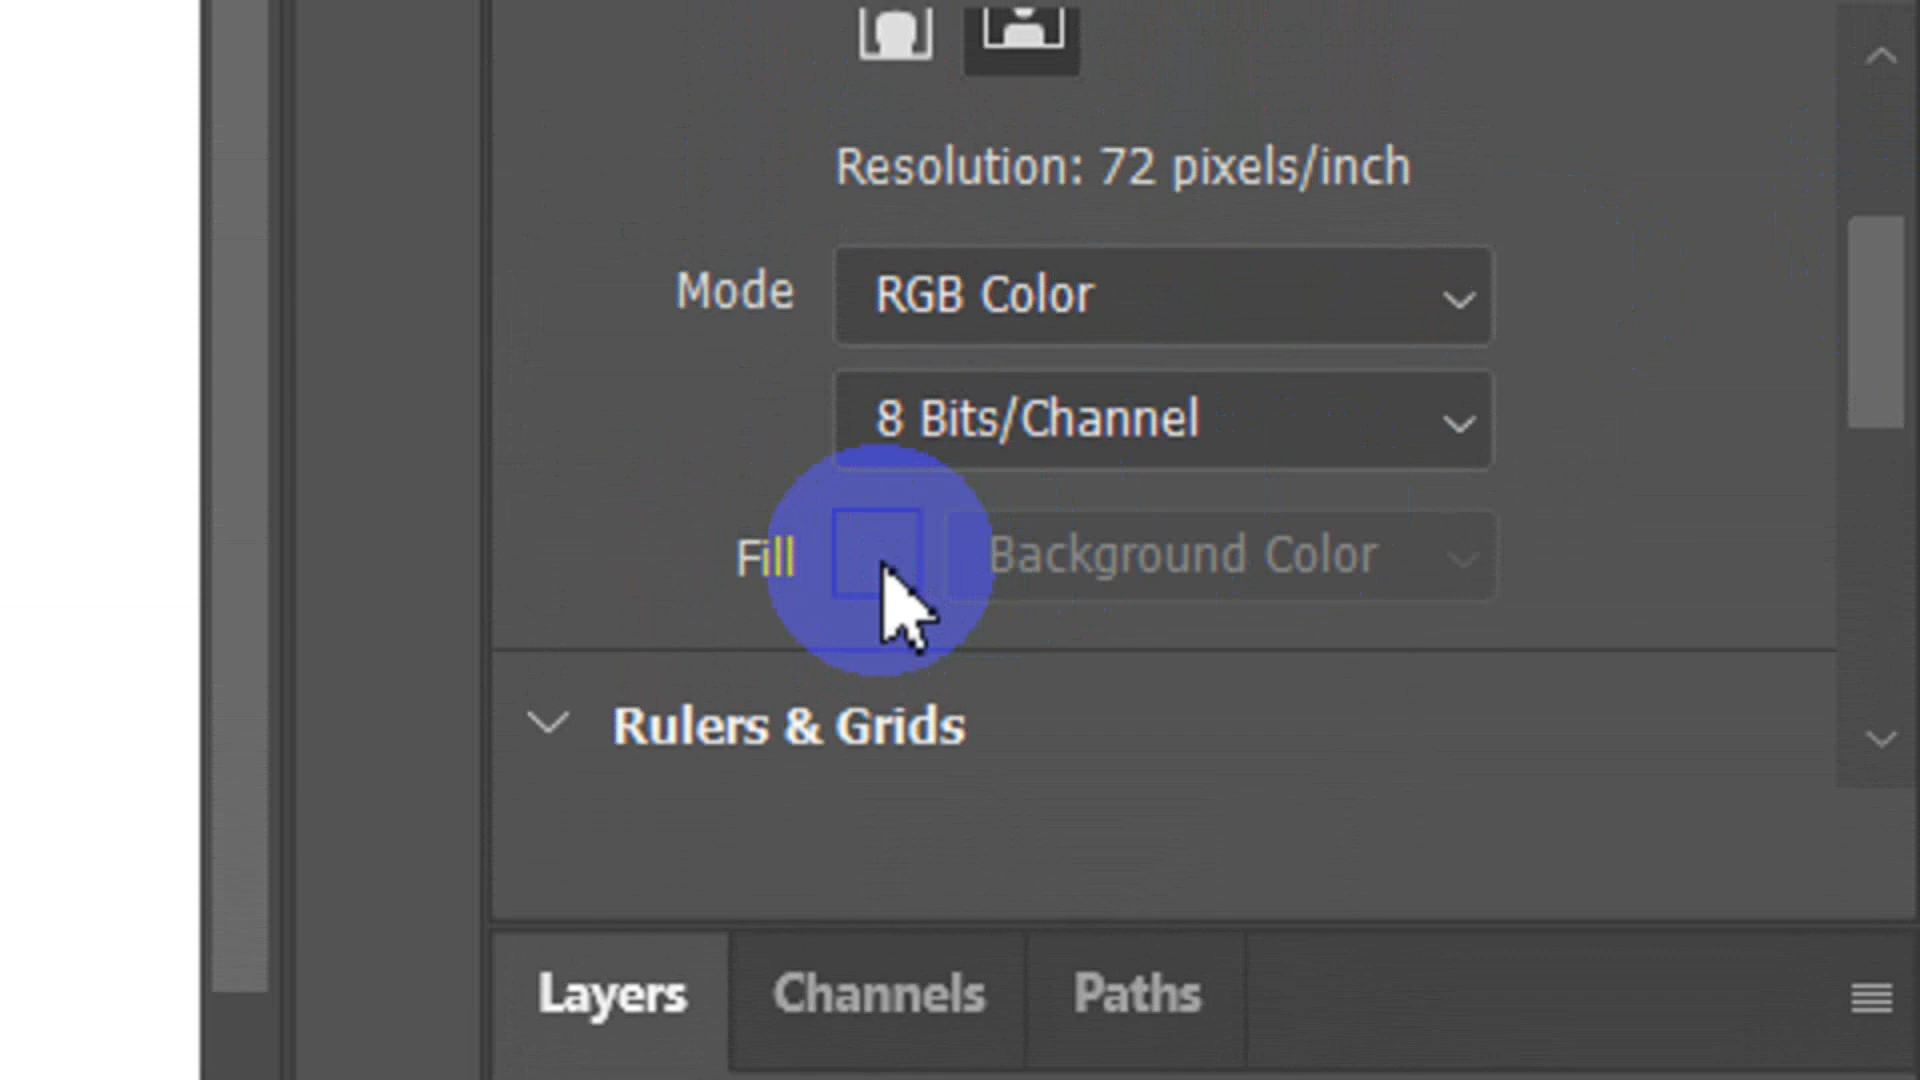 Resolution: 72 pixels/inch
Mode RGB Color
8 Bits/Channel
Fill Background Color
Rulers & Grids
Layers Channels Paths